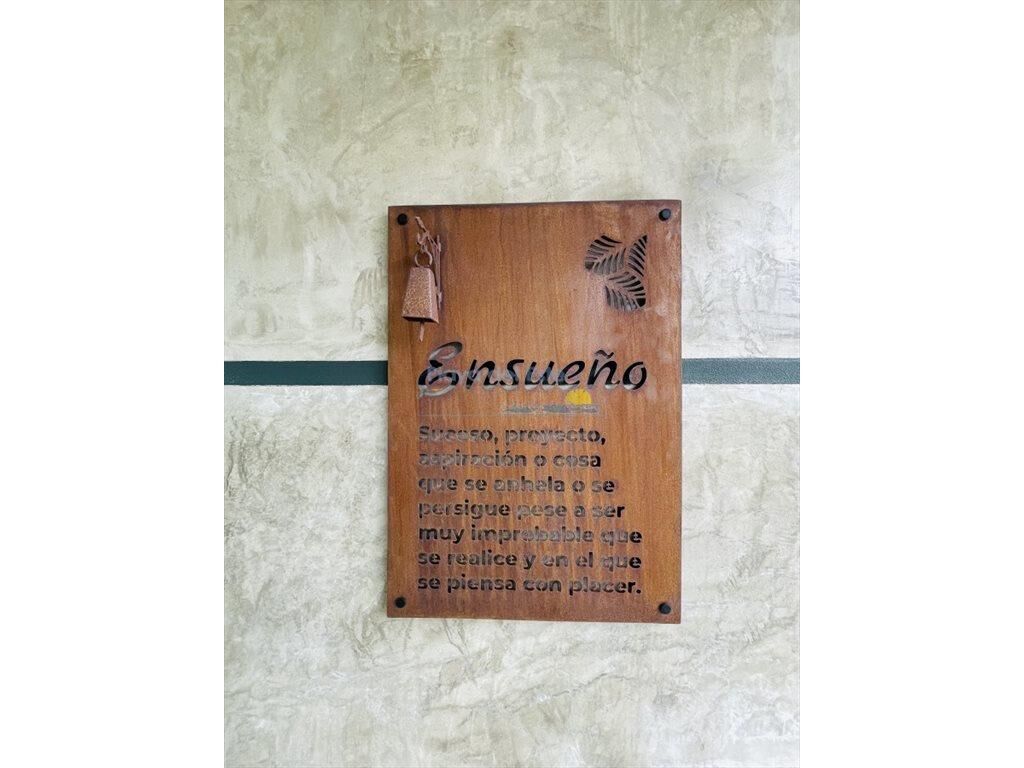 Ensueño
Suceso, proyecto,
aspiración o cosa
que se anhela o se
persigue pese a ser
muy improbable que
se realice y en el que
se piensa con placer.